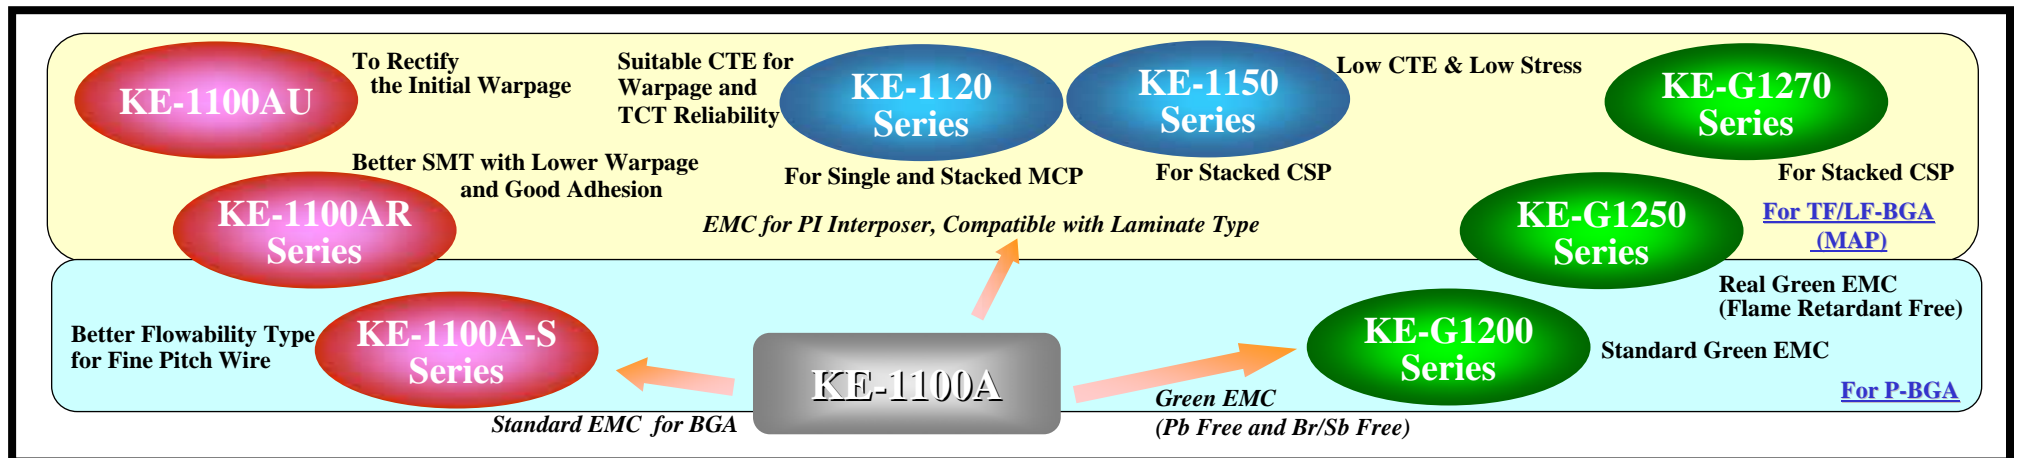 KE-1100AU
To Rectify
the Initial Warpage
Suitable CTE for
Warpage and
TCT Reliability
KE-1120
Series
KE-1150
Series
Low CTE & Low Stress
KE-G1270
Series
Better SMT with Lower Warpage
and Good Adhesion
For Single and Stacked MCP
For Stacked CSP
For Stacked CSP
KE-1100AR
Series
EMC for PI Interposer, Compatible with Laminate Type
KE-G1250
Series
For TF/LF-BGA
(MAP)
Real Green EMC
(Flame Retardant Free)
Better Flowability Type
for Fine Pitch Wire
KE-1100A-S
Series
KE-1100A
KE-G1200
Series
Standard Green EMC
For P-BGA
Standard EMC for BGA
Green EMC
(Pb Free and Br/Sb Free)